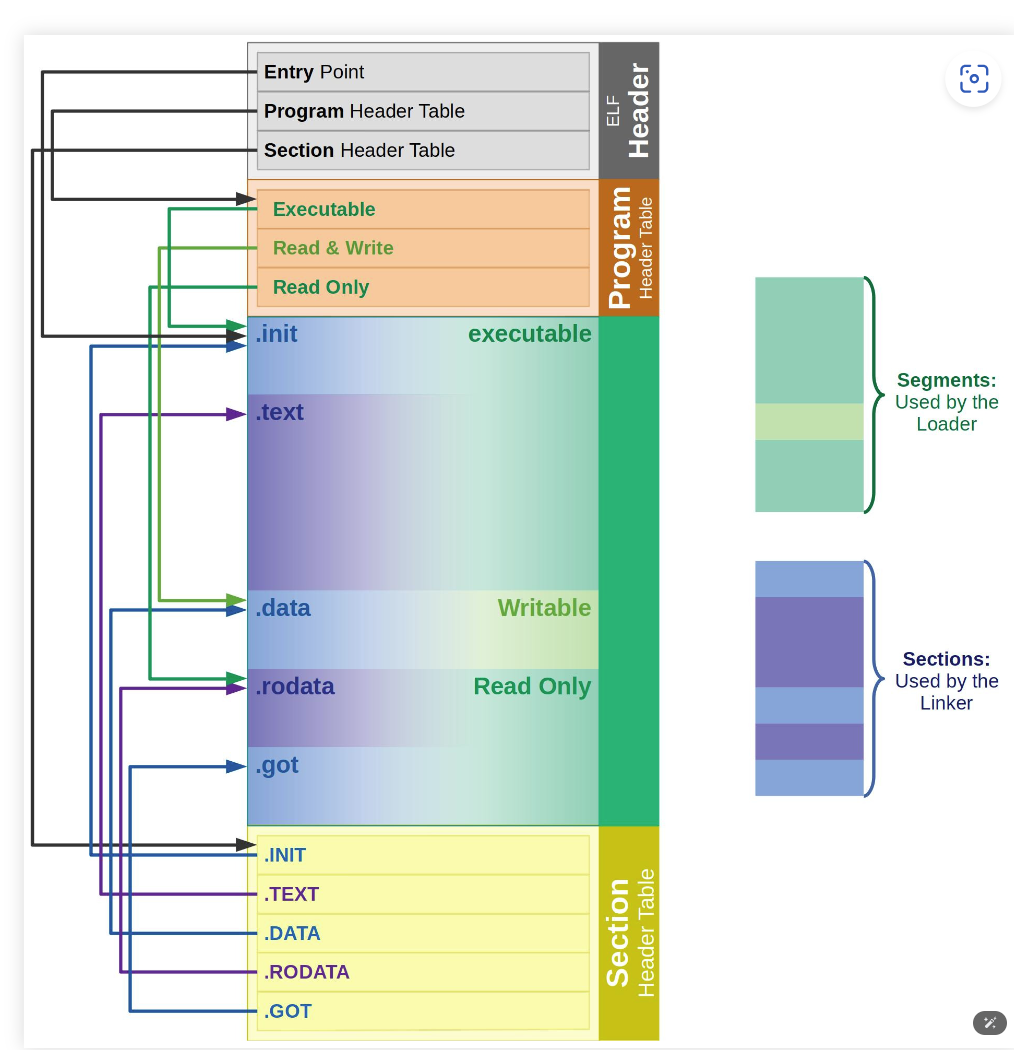 Entry Point
Program Header Table
Section Header Table
ELF
Header
Executable
Read & Write
Read Only
Program
Header Table
.init executable
.text
.data Writable
.rodata Read Only
.got
.INIT
.TEXT
.DATA
.RODATA
.GOT
Section
Header Table
Segments:
Used by the
Loader
Sections:
Used by the
Linker